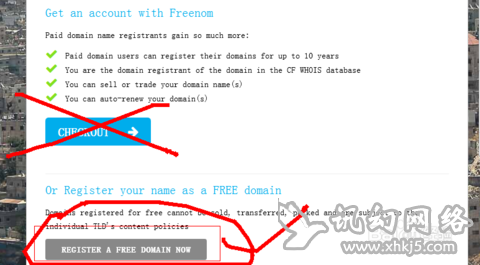 Get an account with Freenom
Paid domain name registrants gain so much more:
Paid domain users can register their domains for up to 10 years
You are the domain registrant of the domain in the CF WHOIS database
You can sell or trade your domain name(s)
You can auto-renew your domain(s)
CHECKOUT
Or Register your name as a FREE domain
Domains registered for free cannot be sold, transferred, parked and are subject to the
individual TLD's content policies
REGISTER A FREE DOMAIN NOW
讯幻网络
www.xhkj5.com